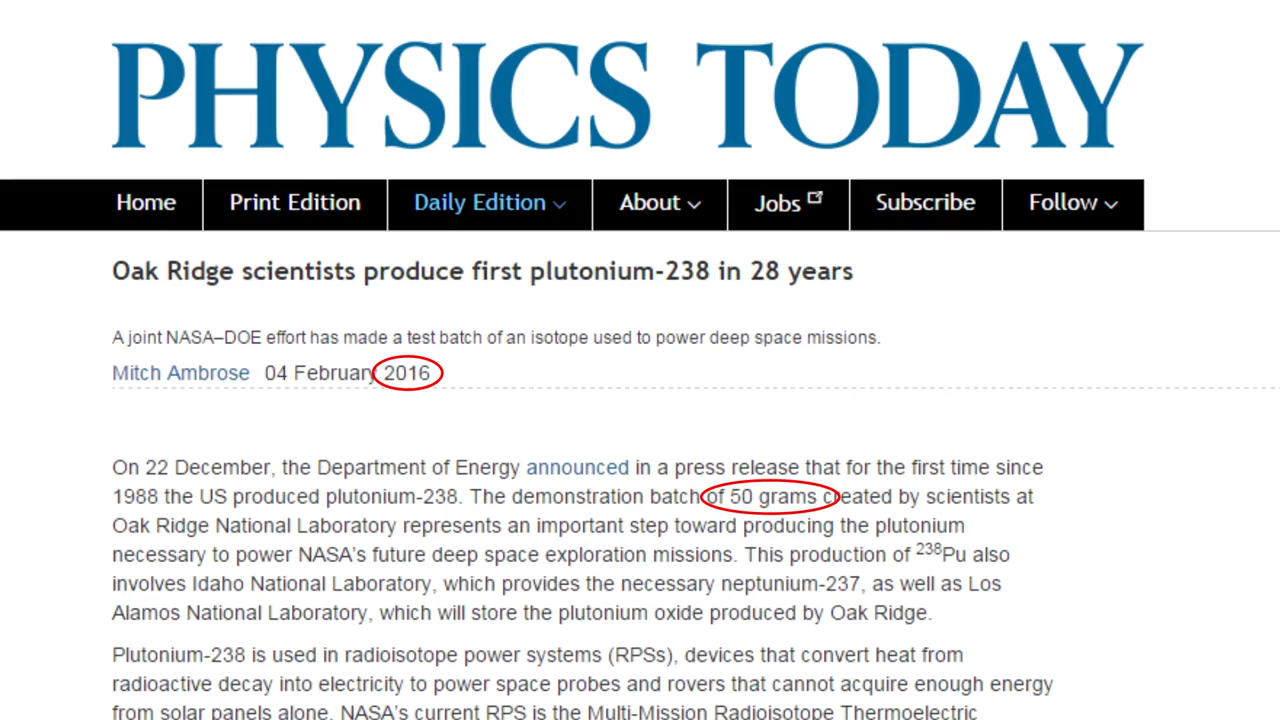 PHYSICS TODAY
Home Print Edition Daily Edition About Jobs Subscribe Follow
Oak Ridge scientists produce first plutonium-238 in 28 years
A joint NASA–DOE effort has made a test batch of an isotope used to power deep space missions.
Mitch Ambrose 04 February 2016
On 22 December, the Department of Energy announced in a press release that for the first time since
1988 the US produced plutonium-238. The demonstration batch of 50 grams created by scientists at
Oak Ridge National Laboratory represents an important step toward producing the plutonium
necessary to power NASA's future deep space exploration missions. This production of ²³⁸Pu also
involves Idaho National Laboratory, which provides the necessary neptunium-237, as well as Los
Alamos National Laboratory, which will store the plutonium oxide produced by Oak Ridge.
Plutonium-238 is used in radioisotope power systems (RPSs), devices that convert heat from
radioactive decay into electricity to power space probes and rovers that cannot acquire enough energy
from solar panels alone. NASA's current RPS is the Multi-Mission Radioisotope Thermoelectric